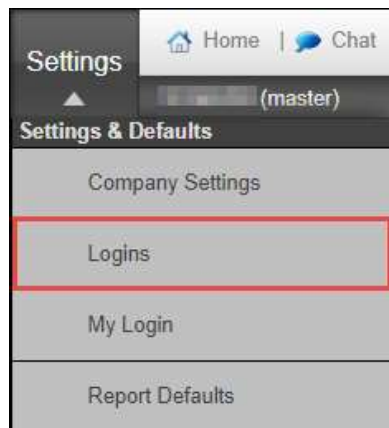 Settings
Home | Chat
(master)
Settings & Defaults
Company Settings
Logins
My Login
Report Defaults